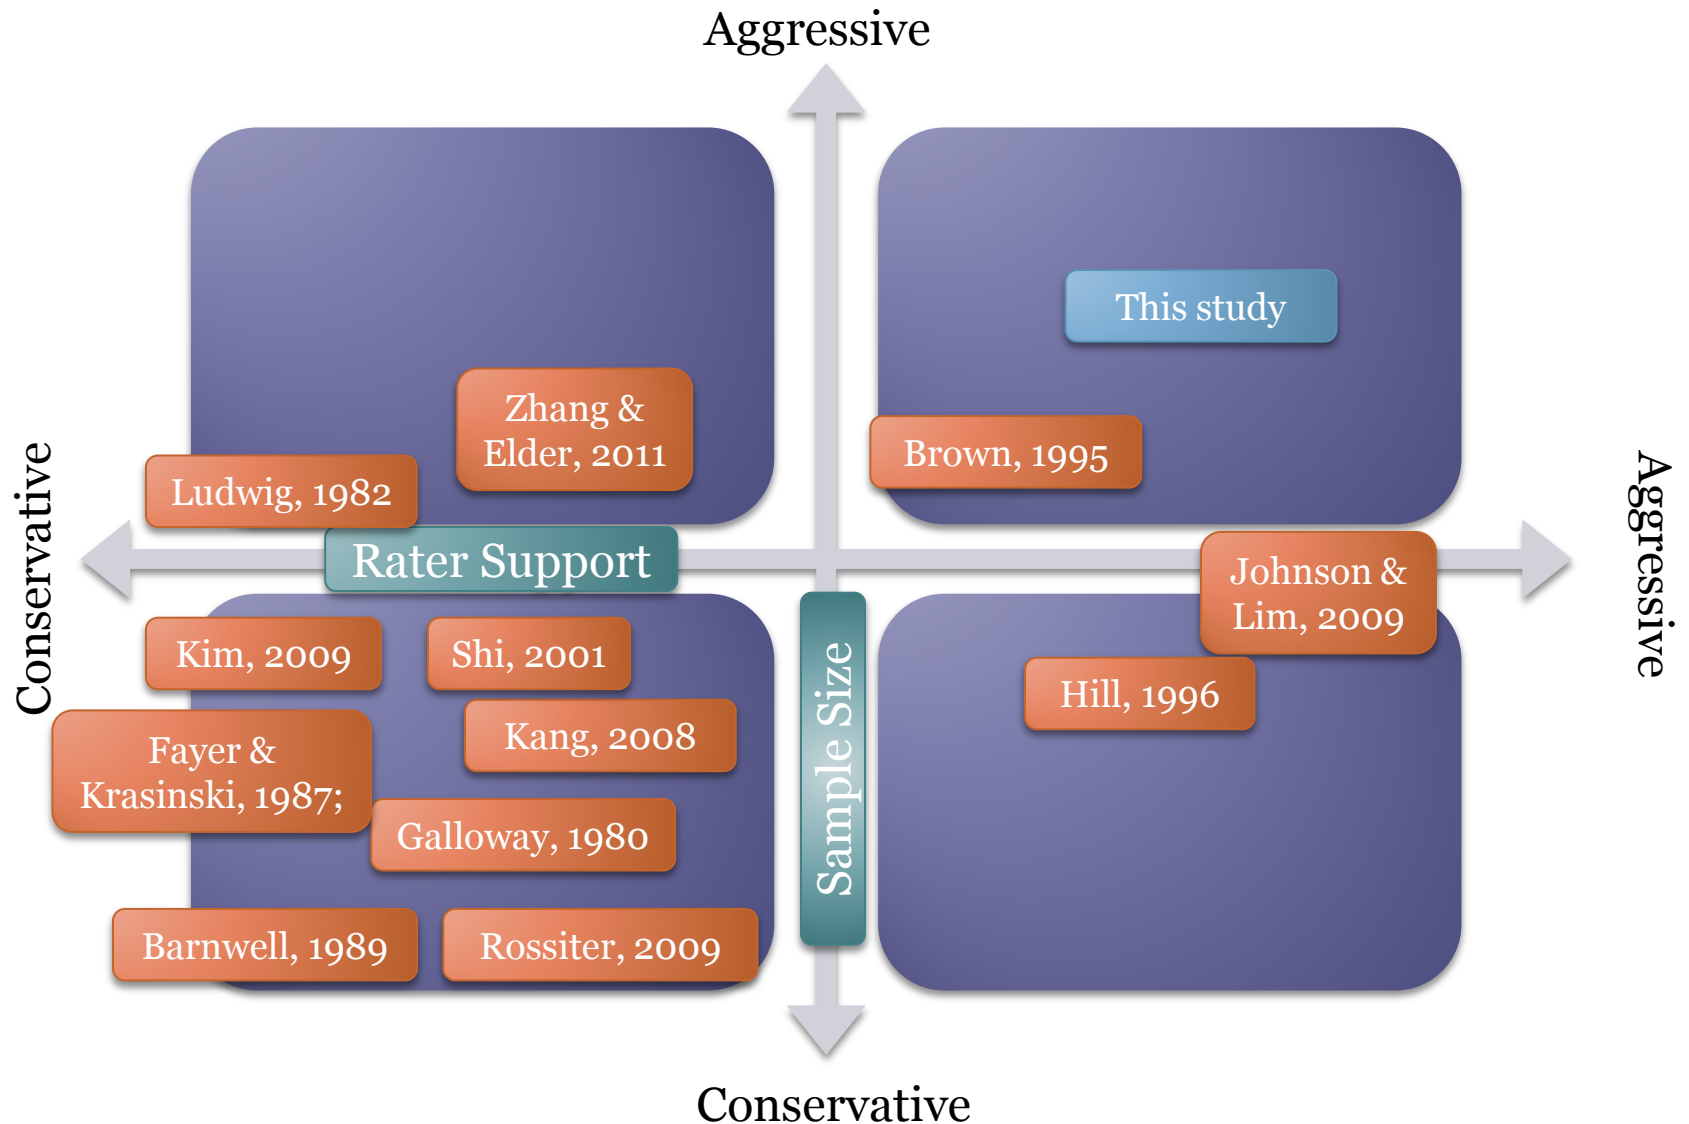 Aggressive
This study
Zhang &
Elder, 2011
Brown, 1995
Ludwig, 1982
Conservative
Rater Support
Aggressive
Johnson &
Lim, 2009
Kim, 2009
Shi, 2001
Hill, 1996
Kang, 2008
Fayer &
Krasinski, 1987;
Sample Size
Galloway, 1980
Barnwell, 1989
Rossiter, 2009
Conservative